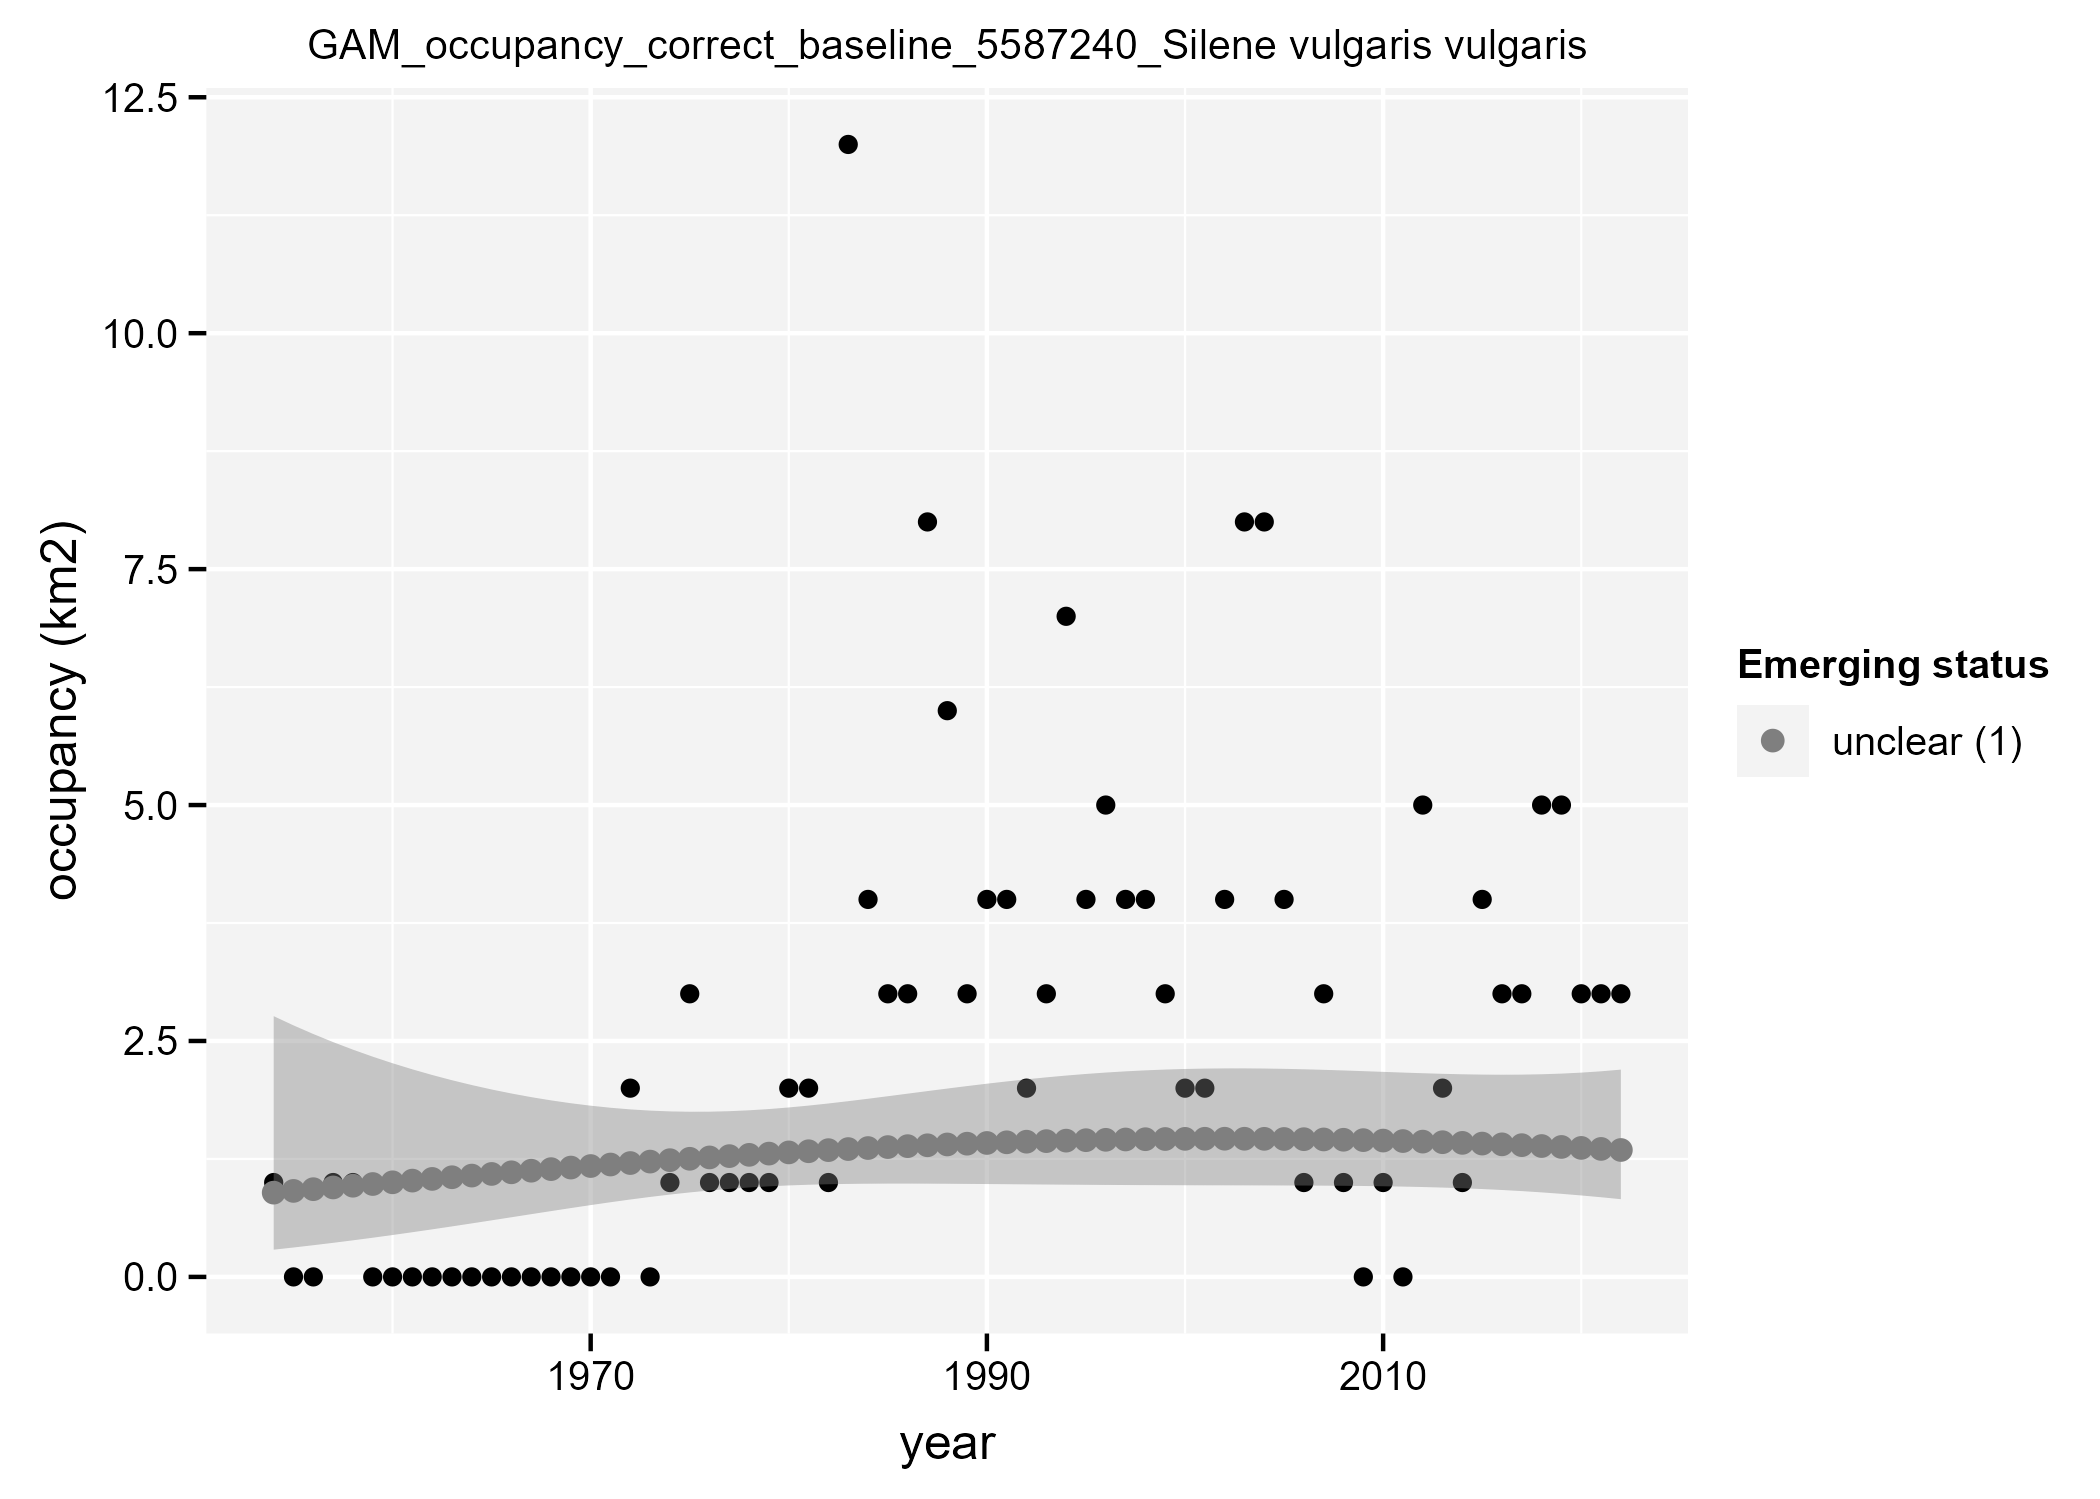 GAM_occupancy_correct_baseline_5587240_Silene vulgaris vulgaris
12.5
10.0
7.5
5.0
2.5
0.0
occupancy (km2)
1970
1990
2010
year
Emerging status
unclear (1)